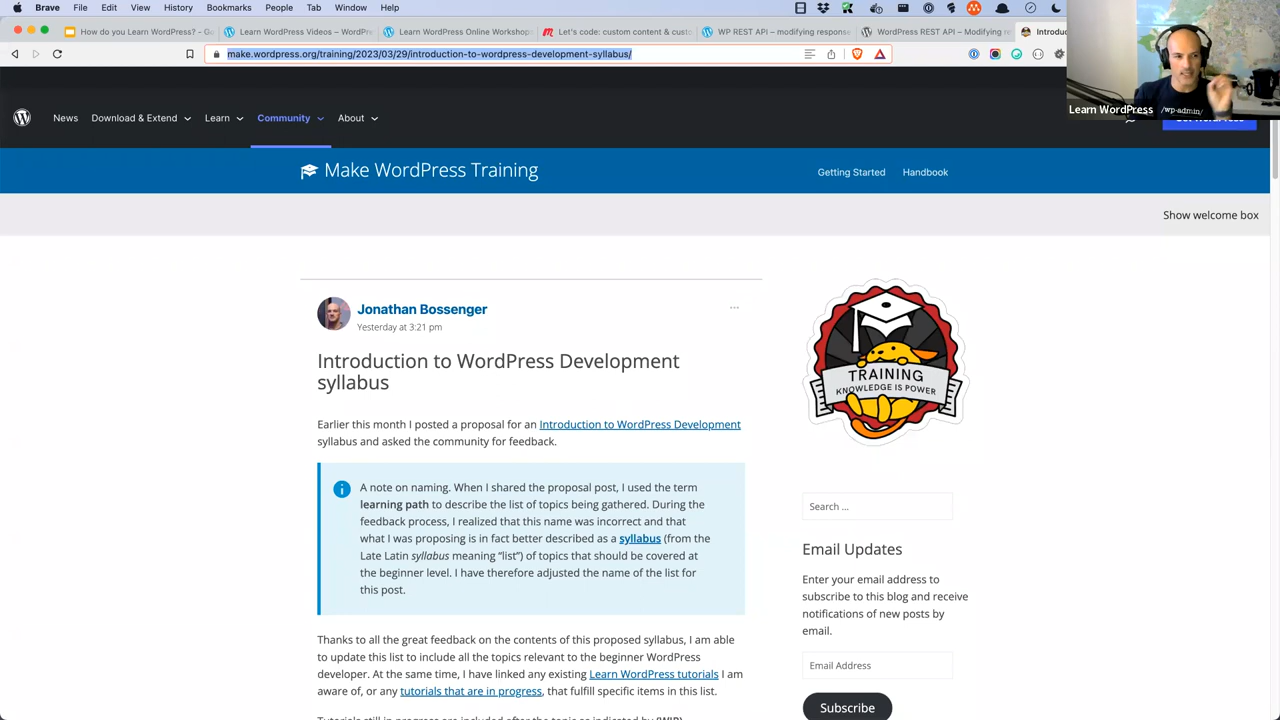 Brave File Edit View History Bookmarks People Tab Window Help
How do you Learn WordPress? - G
Learn WordPress Videos – WordPre
Learn WordPress Online Workshops
Let's code: custom content & custo
WP REST API – modifying response
WordPress REST API – Modifying re
Introdu
make.wordpress.org/training/2023/03/29/introduction-to-wordpress-development-syllabus/
Learn WordPress
/wp-admin/
News Download & Extend Learn Community About
Make WordPress Training
Getting Started Handbook
Show welcome box
Jonathan Bossenger
Yesterday at 3:21 pm
Introduction to WordPress Development
syllabus
Earlier this month I posted a proposal for an Introduction to WordPress Development
syllabus and asked the community for feedback.
A note on naming. When I shared the proposal post, I used the term
learning path to describe the list of topics being gathered. During the
feedback process, I realized that this name was incorrect and that
what I was proposing is in fact better described as a syllabus (from the
Late Latin syllabus meaning “list”) of topics that should be covered at
the beginner level. I have therefore adjusted the name of the list for
this post.
Thanks to all the great feedback on the contents of this proposed syllabus, I am able
to update this list to include all the topics relevant to the beginner WordPress
developer. At the same time, I have linked any existing Learn WordPress tutorials I am
aware of, or any tutorials that are in progress, that fulfill specific items in this list.
TRAINING
KNOWLEDGE IS POWER
Search ...
Email Updates
Enter your email address to
subscribe to this blog and receive
notifications of new posts by
email.
Email Address
Subscribe